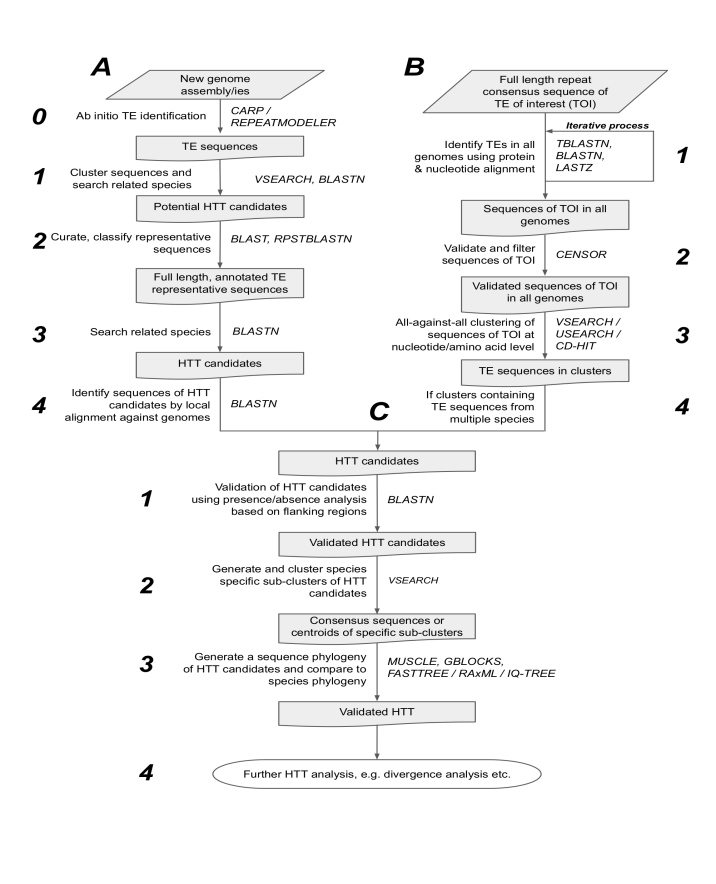 A
New genome
assembly/ies
0
Ab initio TE identification
CARP /
REPEATMODELER
TE sequences
1
Cluster sequences and
search related species
VSEARCH, BLASTN
Potential HTT candidates
2
Curate, classify representative
sequences
BLAST, RPSTBLASTN
Full length, annotated TE
representative sequences
3
Search related species
BLASTN
HTT candidates
4
Identify sequences of HTT
candidates by local
alignment against genomes
BLASTN
B
Full length repeat
consensus sequence of
TE of interest (TOI)
Iterative process
Identify TEs in all
genomes using protein
& nucleotide alignment
TBLASTN,
BLASTN,
LASTZ
1
Sequences of TOI in all
genomes
Validate and filter
sequences of TOI
CENSOR
2
Validated sequences of TOI
in all genomes
All-against-all clustering of
sequences of TOI at
nucleotide/amino acid level
VSEARCH /
USEARCH /
CD-HIT
3
TE sequences in clusters
If clusters containing
TE sequences from
multiple species
4
C
HTT candidates
1
Validation of HTT candidates
using presence/absence analysis
based on flanking regions
BLASTN
Validated HTT candidates
2
Generate and cluster species
specific sub-clusters of HTT
candidates
VSEARCH
Consensus sequences or
centroids of specific sub-clusters
3
Generate a sequence phylogeny
of HTT candidates and compare to
species phylogeny
MUSCLE, GBLOCKS,
FASTTREE / RAxML / IQ-TREE
Validated HTT
4
Further HTT analysis, e.g. divergence analysis etc.